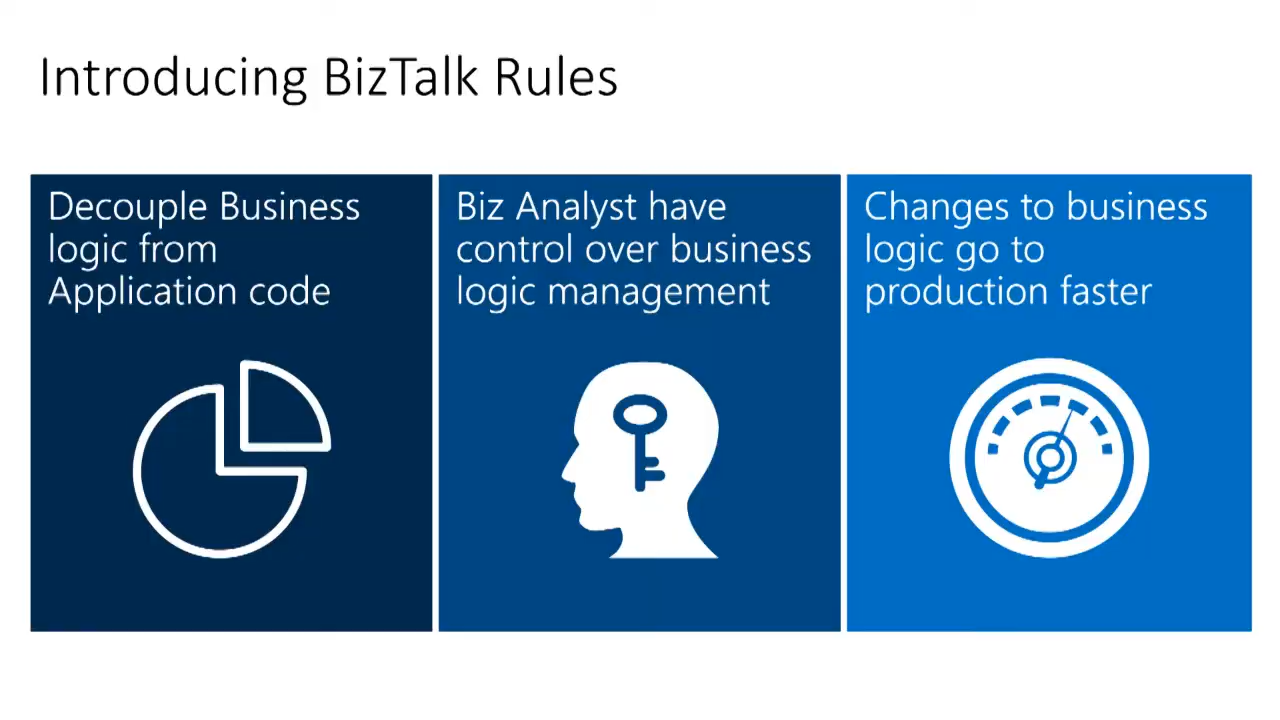 Introducing BizTalk Rules
Decouple Business
logic from
Application code
Biz Analyst have
control over business
logic management
Changes to business
logic go to
production faster